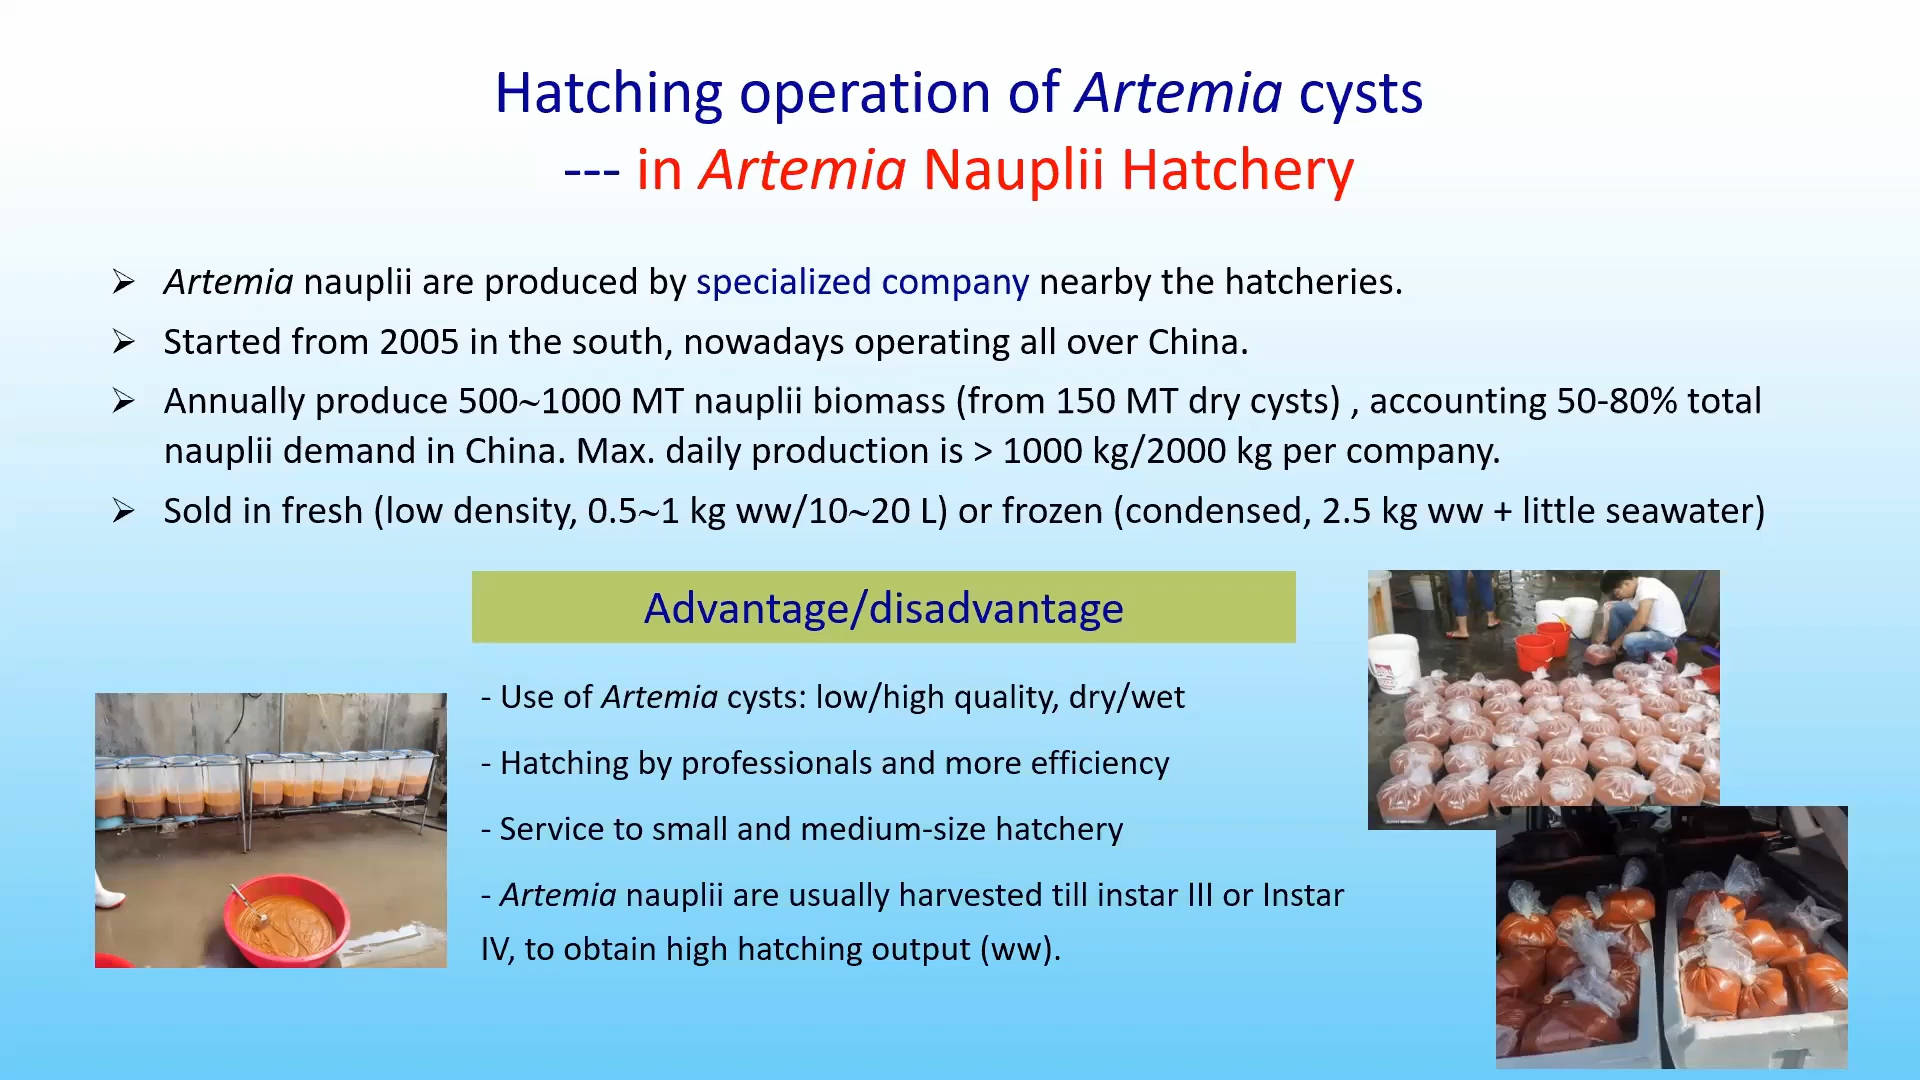 Hatching operation of Artemia cysts
--- in Artemia Nauplii Hatchery
➢ Artemia nauplii are produced by specialized company nearby the hatcheries.
➢ Started from 2005 in the south, nowadays operating all over China.
➢ Annually produce 500~1000 MT nauplii biomass (from 150 MT dry cysts) , accounting 50-80% total
nauplii demand in China. Max. daily production is > 1000 kg/2000 kg per company.
➢ Sold in fresh (low density, 0.5~1 kg ww/10~20 L) or frozen (condensed, 2.5 kg ww + little seawater)
Advantage/disadvantage
- Use of Artemia cysts: low/high quality, dry/wet
- Hatching by professionals and more efficiency
- Service to small and medium-size hatchery
- Artemia nauplii are usually harvested till instar III or Instar
IV, to obtain high hatching output (ww).